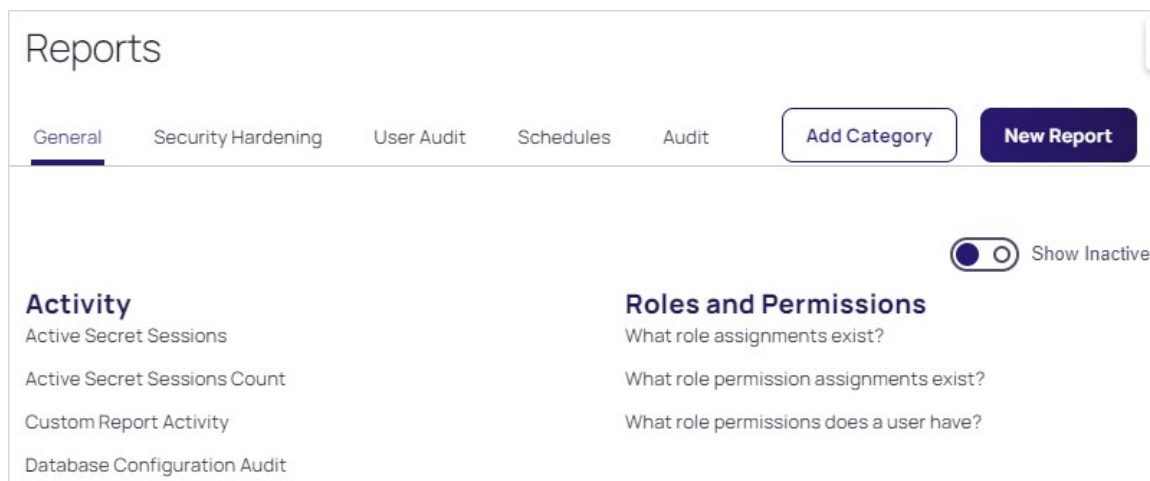 Reports
General Security Hardening User Audit Schedules Audit Add Category New Report
Show Inactive
Activity
Active Secret Sessions
Active Secret Sessions Count
Custom Report Activity
Database Configuration Audit
Roles and Permissions
What role assignments exist?
What role permission assignments exist?
What role permissions does a user have?